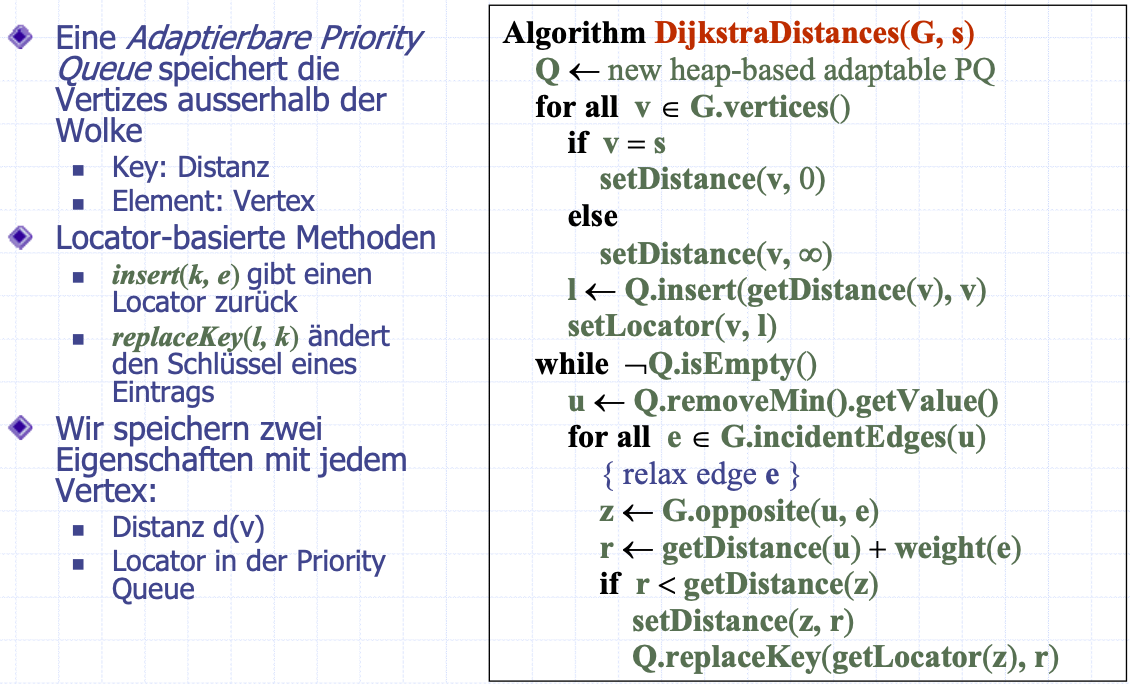 Eine Adaptierbare Priority
Queue speichert die
Vertizes ausserhalb der
Wolke
Key: Distanz
Element: Vertex
Locator-basierte Methoden
insert(k, e) gibt einen
Locator zurück
replaceKey(l, k) ändert
den Schlüssel eines
Eintrags
Wir speichern zwei
Eigenschaften mit jedem
Vertex:
Distanz d(v)
Locator in der Priority
Queue
Algorithm DijkstraDistances(G, s)
Q ← new heap-based adaptable PQ
for all v ∈ G.vertices()
if v = s
setDistance(v, 0)
else
setDistance(v, ∞)
l ← Q.insert(getDistance(v), v)
setLocator(v, l)
while ¬Q.isEmpty()
u ← Q.removeMin().getValue()
for all e ∈ G.incidentEdges(u)
{ relax edge e }
z ← G.opposite(u, e)
r ← getDistance(u) + weight(e)
if r < getDistance(z)
setDistance(z, r)
Q.replaceKey(getLocator(z), r)